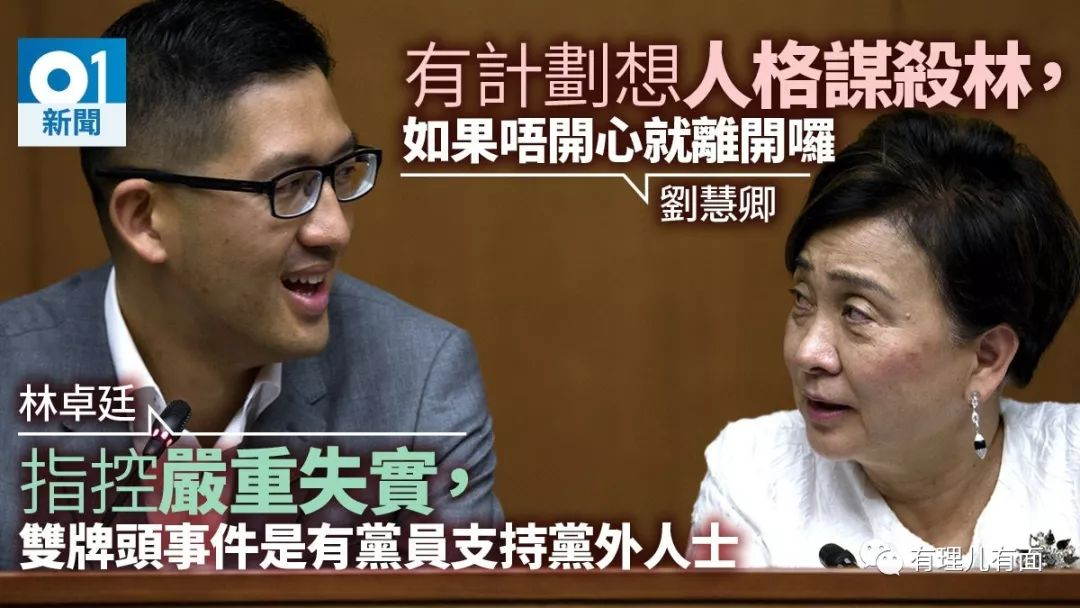 01
新聞
有計劃想人格謀殺林，
如果唔開心就離開囉
劉慧卿
林卓廷
指控嚴重失實，
雙牌頭事件是有黨員支持黨外人士
有理儿有面